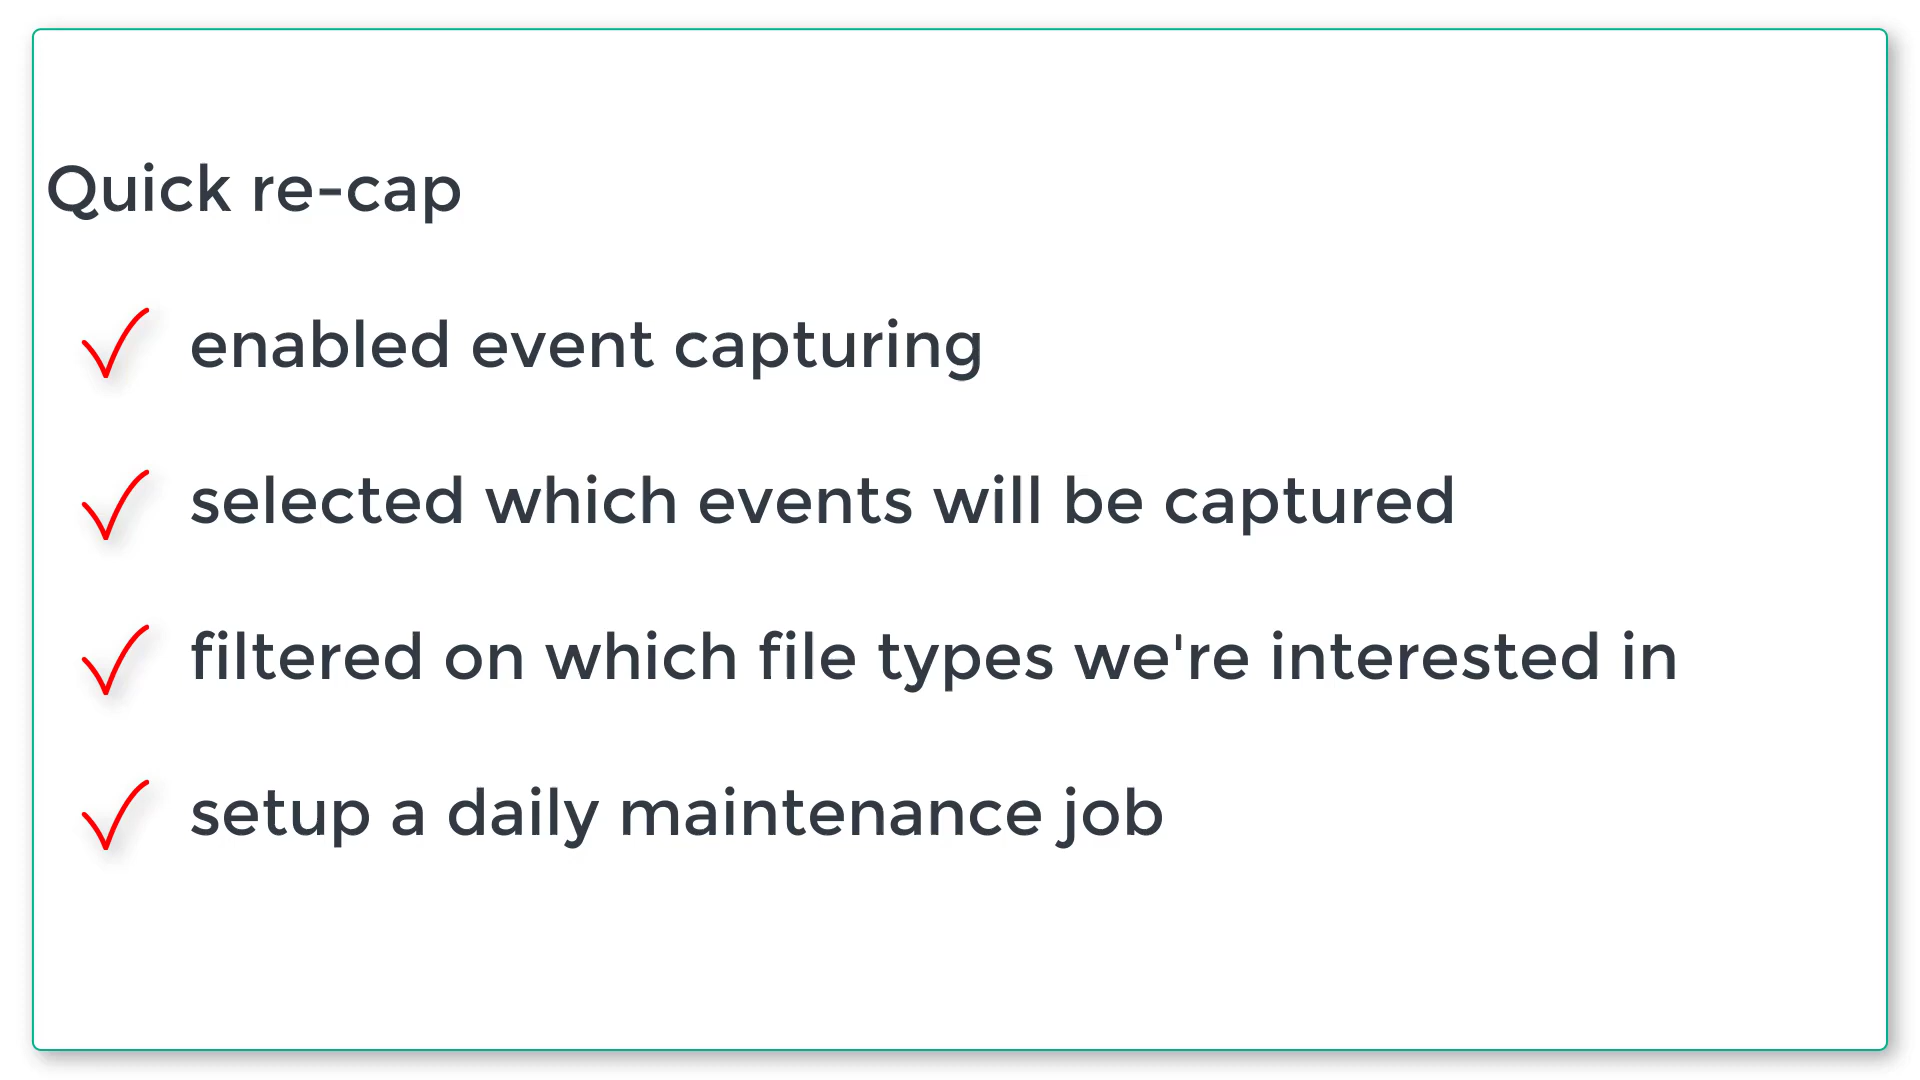 Quick re-cap
enabled event capturing
selected which events will be captured
filtered on which file types we're interested in
setup a daily maintenance job